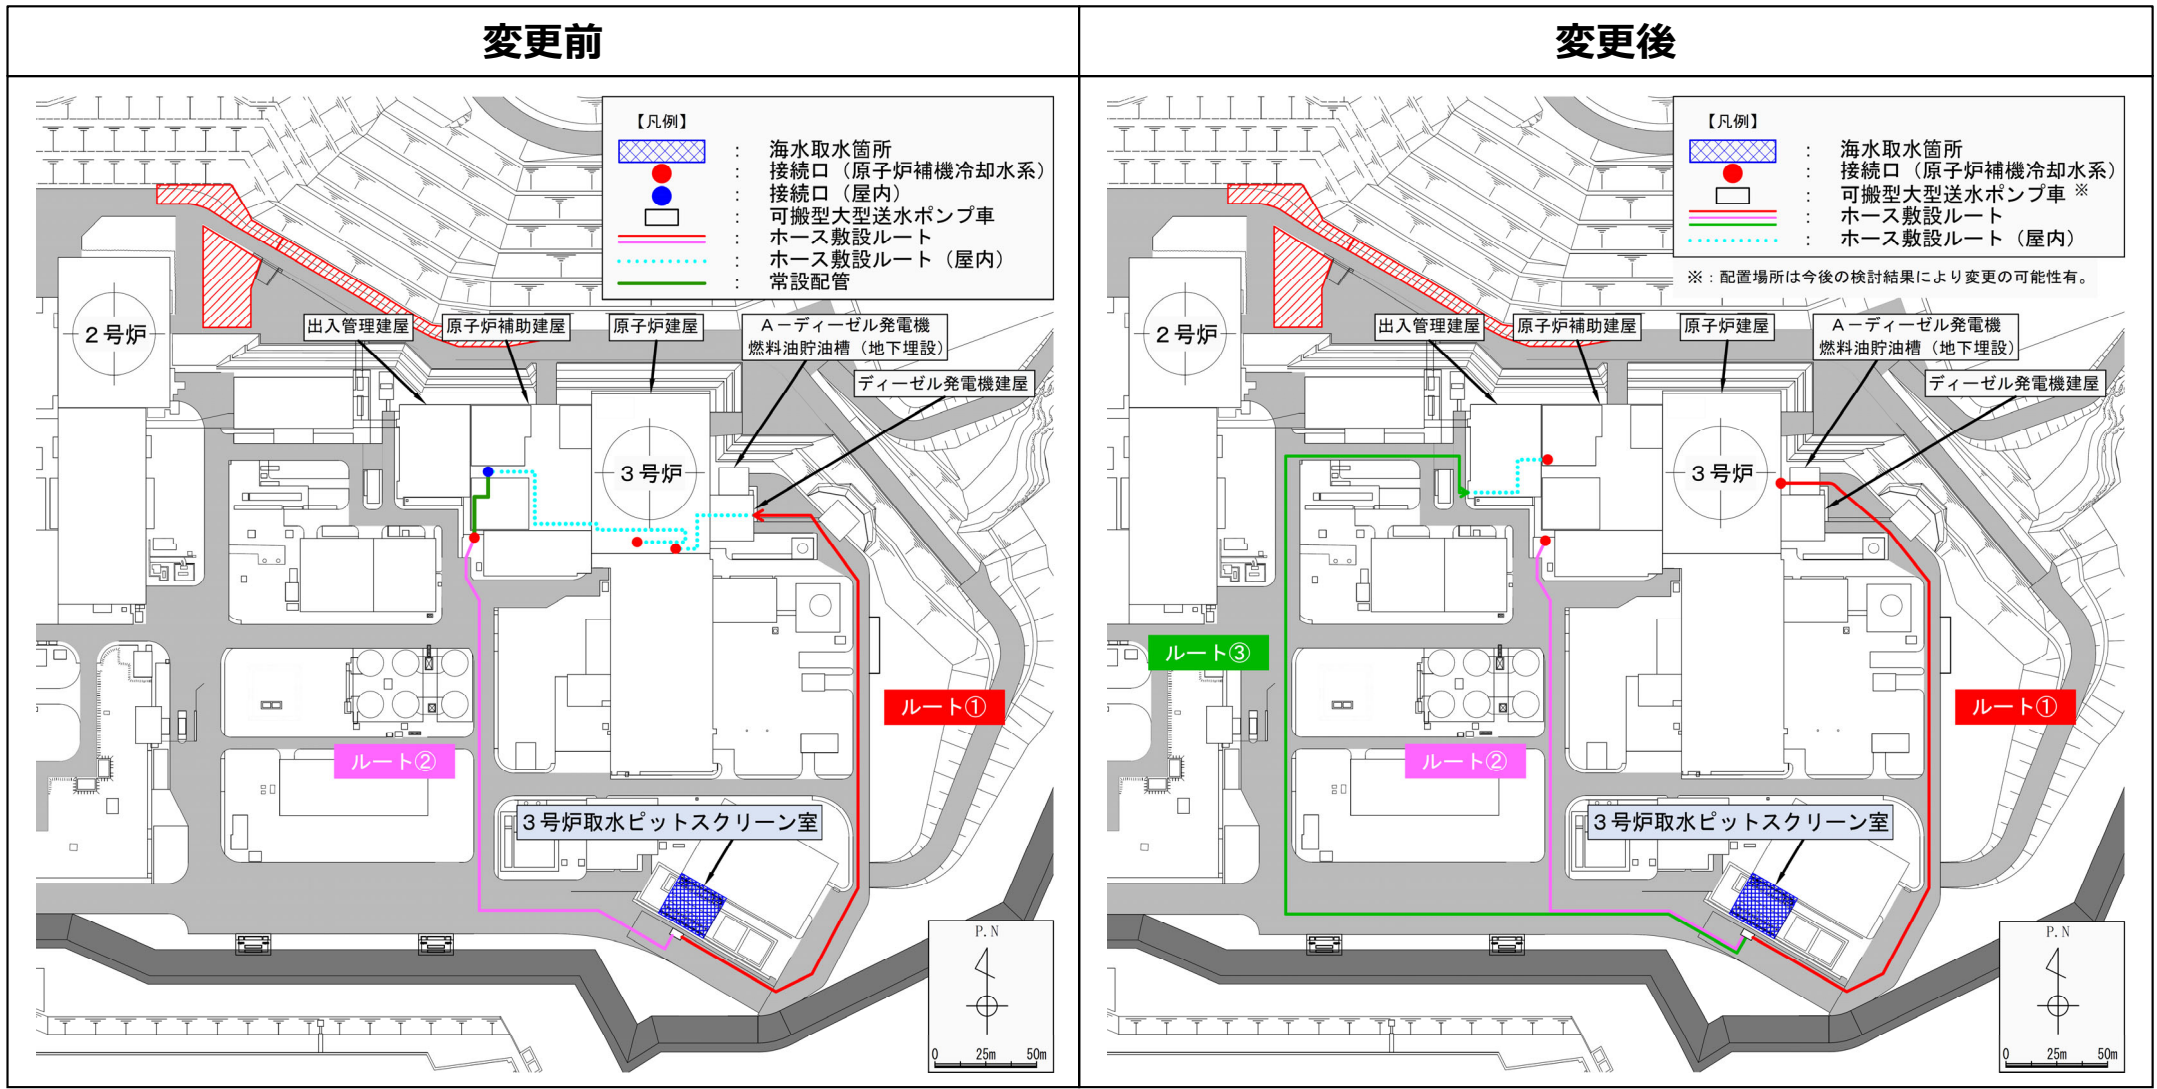 変更前
【凡例】
： 海水取水箇所
： 接続口（原子炉補機冷却水系）
： 接続口（屋内）
： 可搬型大型送水ポンプ車
： ホース敷設ルート
： ホース敷設ルート（屋内）
： 常設配管
２号炉
出入管理建屋
原子炉補助建屋
原子炉建屋
Ａ－ディーゼル発電機
燃料油貯油槽（地下埋設）
ディーゼル発電機建屋
３号炉
ルート①
ルート②
３号炉取水ピットスクリーン室
P.N
0 25m 50m
変更後
【凡例】
： 海水取水箇所
： 接続口（原子炉補機冷却水系）
： 可搬型大型送水ポンプ車 ※
： ホース敷設ルート
： ホース敷設ルート（屋内）
※：配置場所は今後の検討結果により変更の可能性有。
２号炉
出入管理建屋
原子炉補助建屋
原子炉建屋
Ａ－ディーゼル発電機
燃料油貯油槽（地下埋設）
ディーゼル発電機建屋
３号炉
ルート③
ルート①
ルート②
３号炉取水ピットスクリーン室
P.N
0 25m 50m